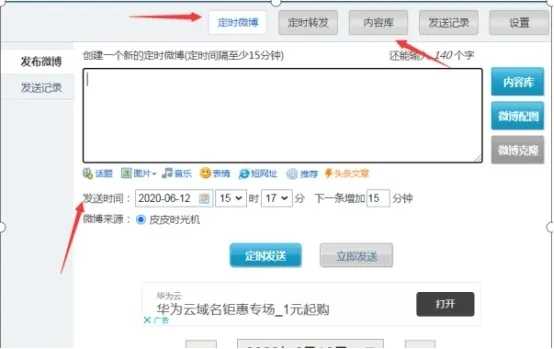 定时微博 定时转发 内容库 发送记录 设置
发布微博 创建一个新的定时微博(定时间隔至少15分钟) 还能输入 140 个字
发送记录
内容库
微博配图
微博克隆
话题 图片 音乐 表情 短网址 推荐 头条文章
发送时间： 2020-06-12 15 时 17 分 下一条增加 15 分钟
微博来源： 皮皮时光机
定时发送 立即发送
华为云
华为云域名钜惠专场_1元起购 打开
广告